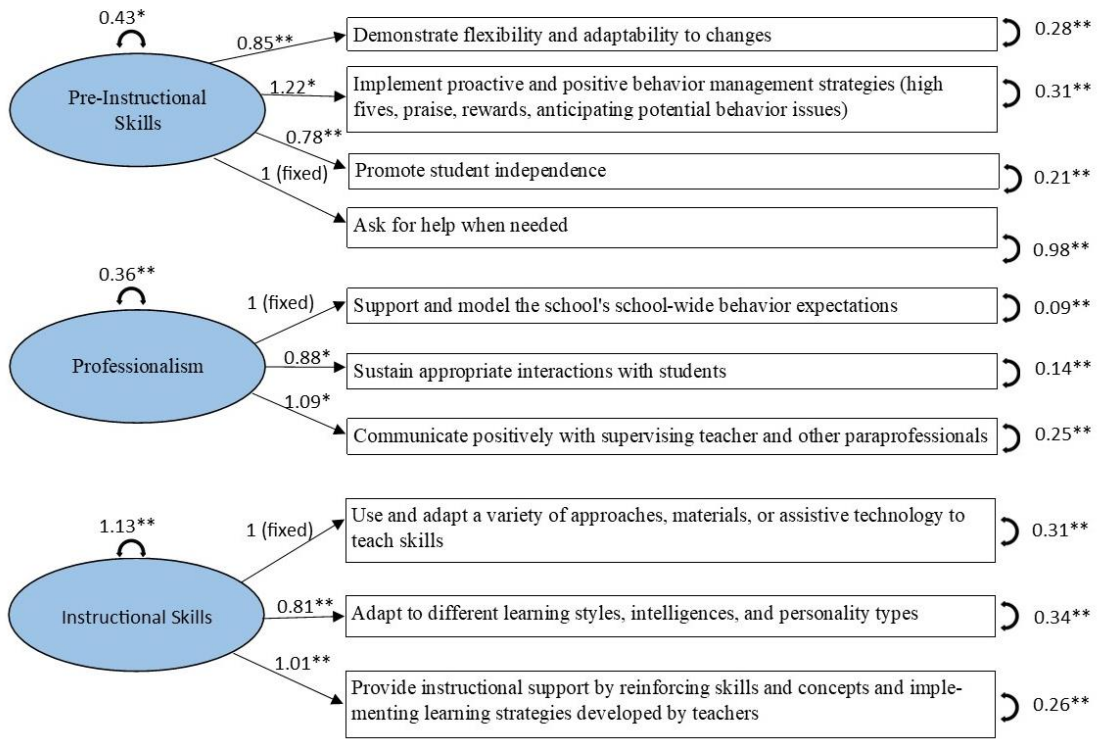 0.43*
0.85**
Demonstrate flexibility and adaptability to changes
0.28**
Pre-Instructional
Skills
1.22*
Implement proactive and positive behavior management strategies (high
fives, praise, rewards, anticipating potential behavior issues)
0.31**
0.78**
Promote student independence
0.21**
1 (fixed)
Ask for help when needed
0.98**
0.36**
Professionalism
1 (fixed)
Support and model the school's school-wide behavior expectations
0.09**
0.88*
Sustain appropriate interactions with students
0.14**
1.09*
Communicate positively with supervising teacher and other paraprofessionals
0.25**
1.13**
Instructional Skills
1 (fixed)
Use and adapt a variety of approaches, materials, or assistive technology to
teach skills
0.31**
0.81**
Adapt to different learning styles, intelligences, and personality types
0.34**
1.01**
Provide instructional support by reinforcing skills and concepts and imple-
menting learning strategies developed by teachers
0.26**